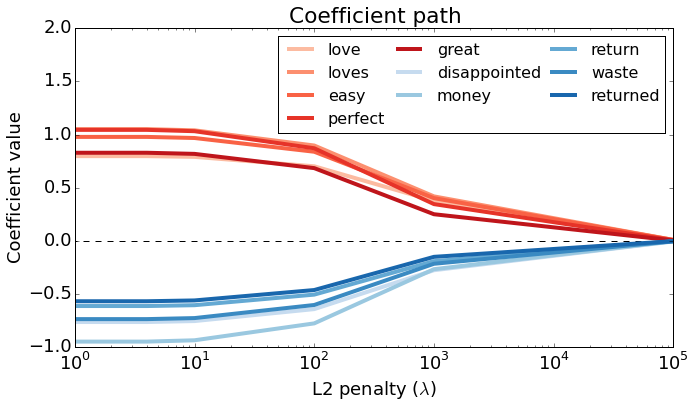 Coefficient path
2.0
1.5
1.0
0.5
0.0
−0.5
−1.0
Coefficient value
love
loves
easy
perfect
great
disappointed
money
return
waste
returned
10^0
10^1
10^2
10^3
10^4
10^5
L2 penalty (λ)